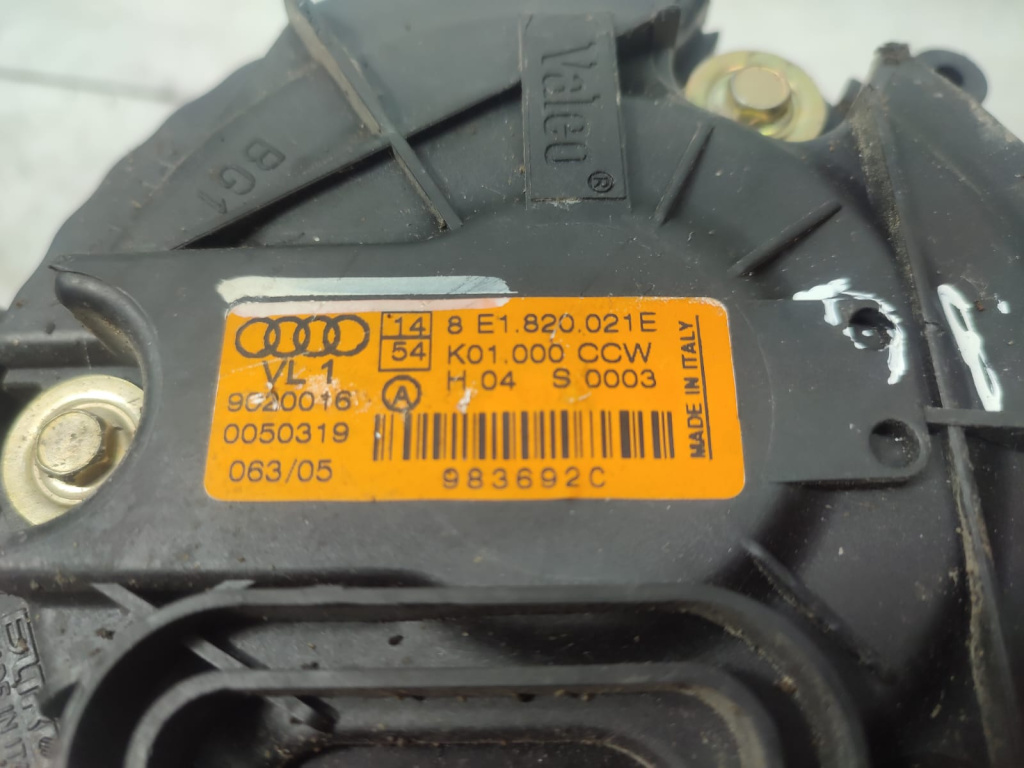 Valeo ®
BG1
14
54
8 E1.820.021E
K01.000 CCW
VL 1
H 04 S 0003
9620016
A
0050319
063/05
983692C
MADE IN ITALY